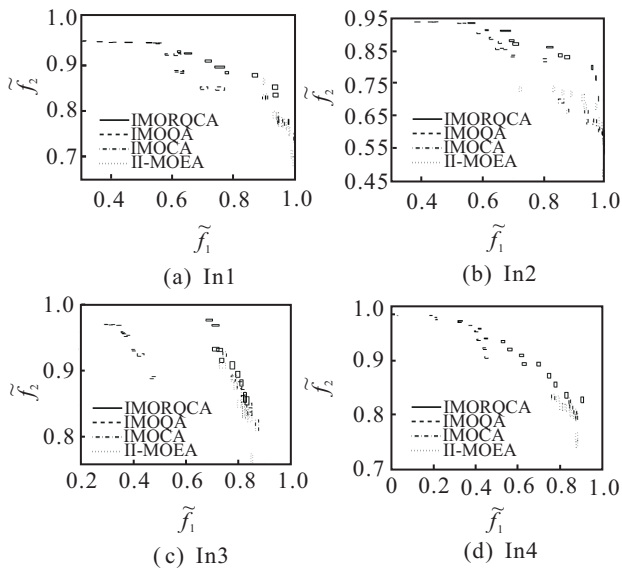 1.0
0.9
0.8
0.7
f̃₂
IMORQCA
IMOQA
IMOCA
II-MOEA
0.4 0.6 0.8 1.0
f̃₁
(a) In1
0.95
0.85
0.75
0.65
0.55
0.45
f̃₂
IMORQCA
IMOQA
IMOCA
II-MOEA
0.4 0.6 0.8 1.0
f̃₁
(b) In2
1.0
0.9
0.8
f̃₂
IMORQCA
IMOQA
IMOCA
II-MOEA
0.2 0.4 0.6 0.8 1.0
f̃₁
(c) In3
1.0
0.9
0.8
0.7
f̃₂
IMORQCA
IMOQA
IMOCA
II-MOEA
0 0.2 0.4 0.6 0.8 1.0
f̃₁
(d) In4